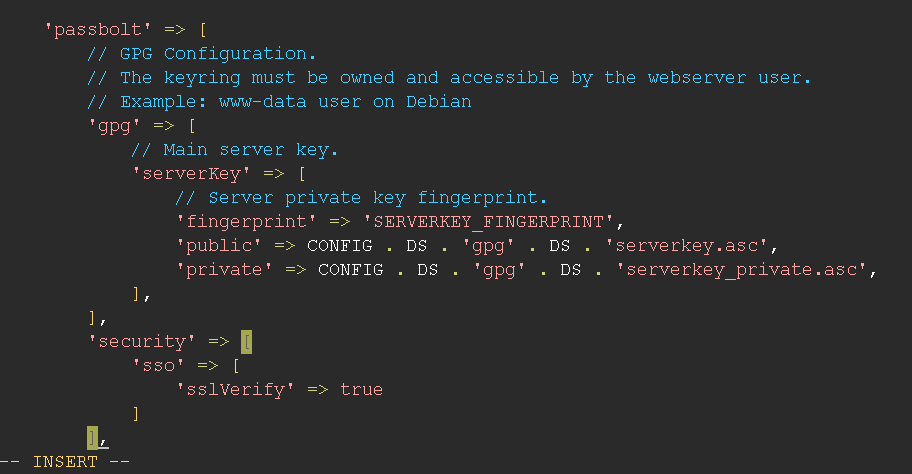 'passbolt' => [
// GPG Configuration.
// The keyring must be owned and accessible by the webserver user.
// Example: www-data user on Debian
'gpg' => [
// Main server key.
'serverKey' => [
// Server private key fingerprint.
'fingerprint' => 'SERVERKEY_FINGERPRINT',
'public' => CONFIG . DS . 'gpg' . DS . 'serverkey.asc',
'private' => CONFIG . DS . 'gpg' . DS . 'serverkey_private.asc',
],
],
'security' => [
'sso' => [
'sslVerify' => true
]
],
-- INSERT --